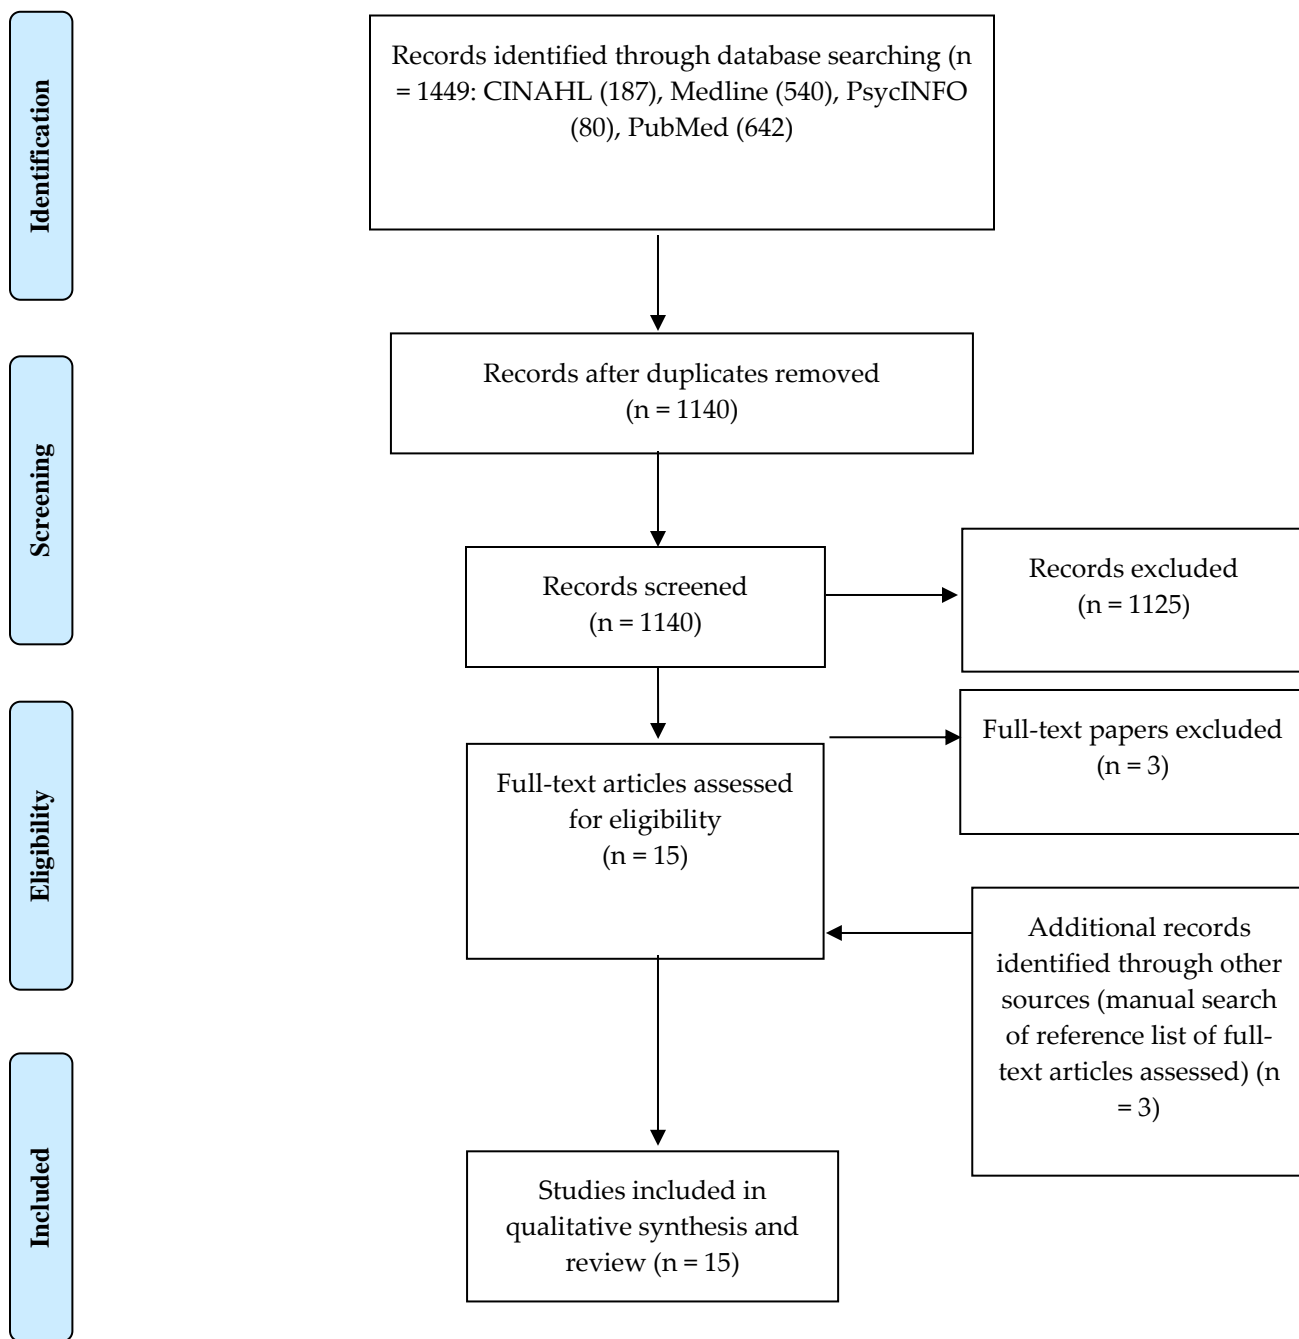 Identification
Records identified through database searching (n
= 1449: CINAHL (187), Medline (540), PsycINFO
(80), PubMed (642)
Screening
Records after duplicates removed
(n = 1140)
Records screened
(n = 1140)
Records excluded
(n = 1125)
Eligibility
Full-text articles assessed
for eligibility
(n = 15)
Full-text papers excluded
(n = 3)
Additional records
identified through other
sources (manual search
of reference list of full-
text articles assessed) (n
= 3)
Included
Studies included in
qualitative synthesis and
review (n = 15)